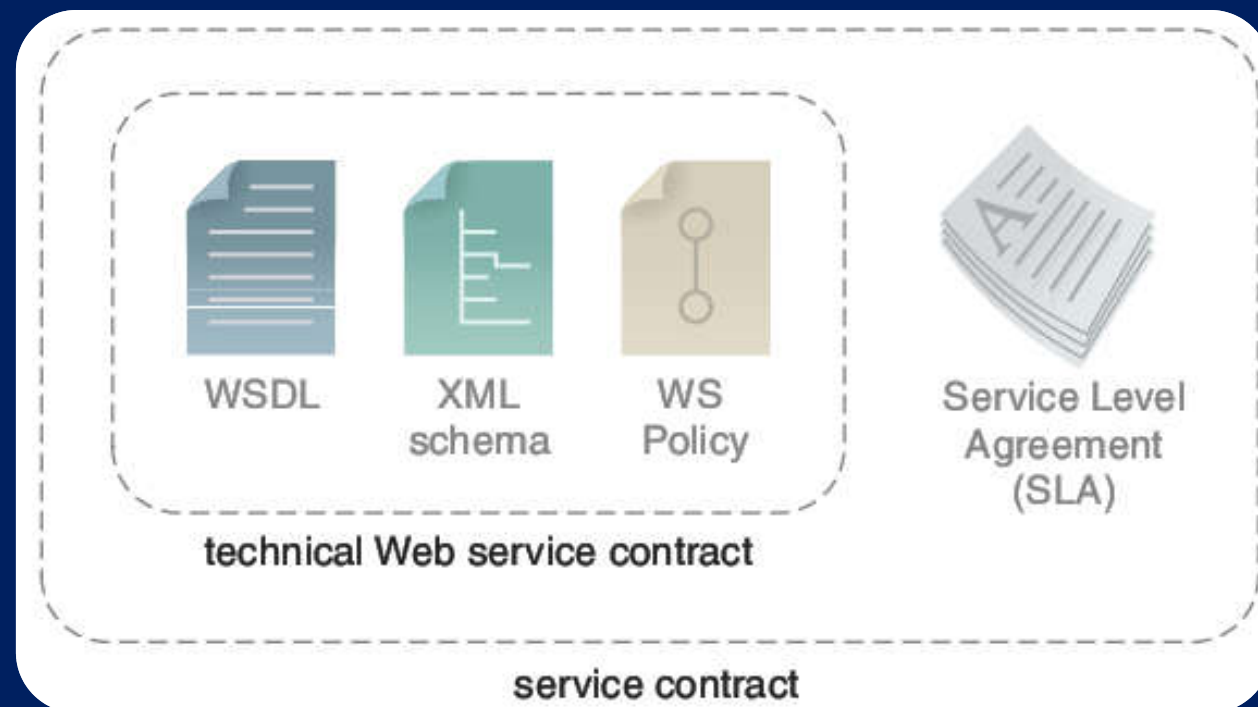 WSDL
XML
schema
WS
Policy
A
Service Level
Agreement
(SLA)
technical Web service contract
service contract